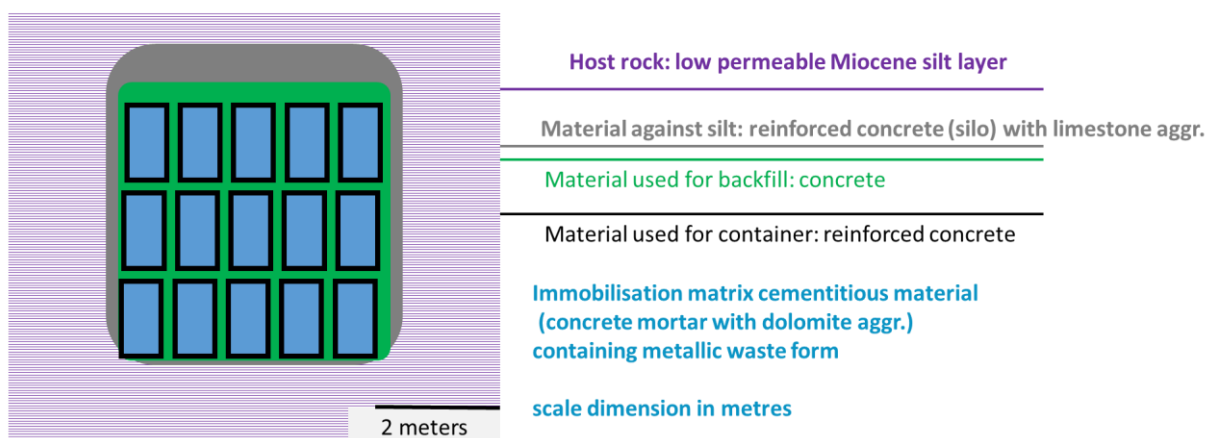 Host rock: low permeable Miocene silt layer
Material against silt: reinforced concrete (silo) with limestone aggr.
Material used for backfill: concrete
Material used for container: reinforced concrete
Immobilisation matrix cementitious material
(concrete mortar with dolomite aggr.)
containing metallic waste form
scale dimension in metres
2 meters